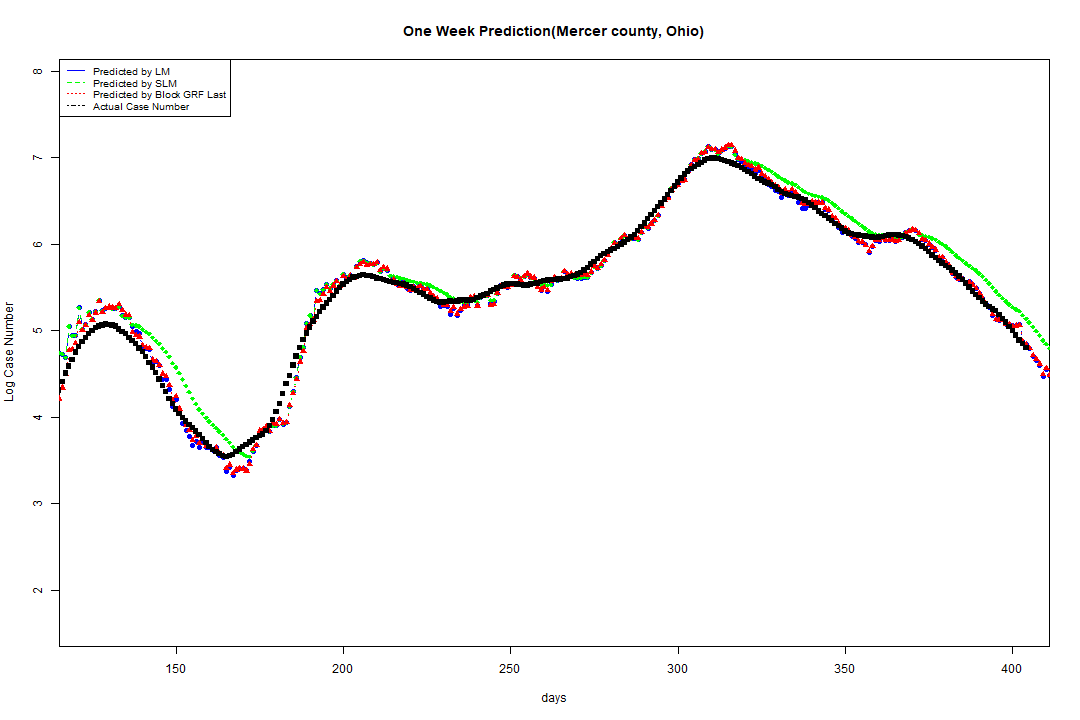 One Week Prediction(Mercer county, Ohio)
Predicted by LM
Predicted by SLM
Predicted by Block GRF Last
Actual Case Number
8
7
6
5
4
3
2
Log Case Number
150 200 250 300 350 400
days